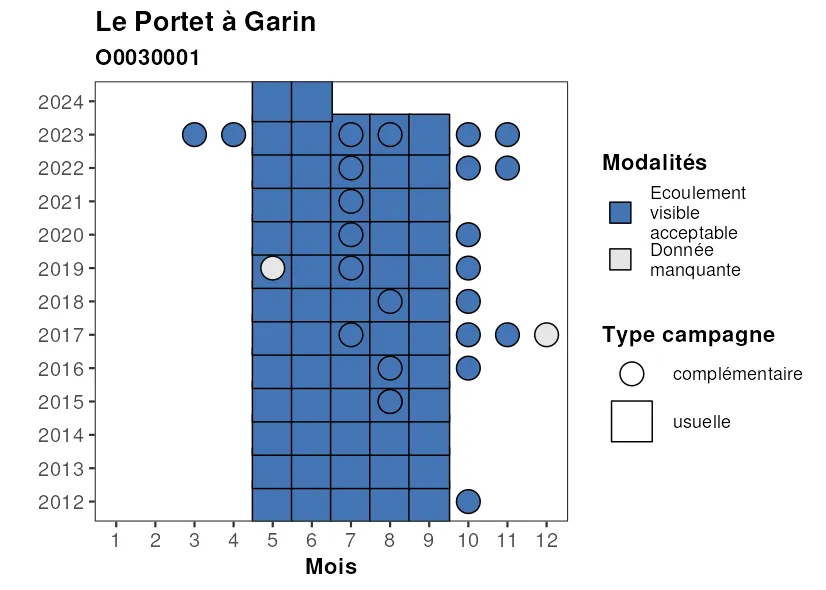 Le Portet à Garin
O0030001
2024
2023
2022
2021
2020
2019
2018
2017
2016
2015
2014
2013
2012
1 2 3 4 5 6 7 8 9 10 11 12
Mois
Modalités
Ecoulement
visible
acceptable
Donnée
manquante
Type campagne
complémentaire
usuelle